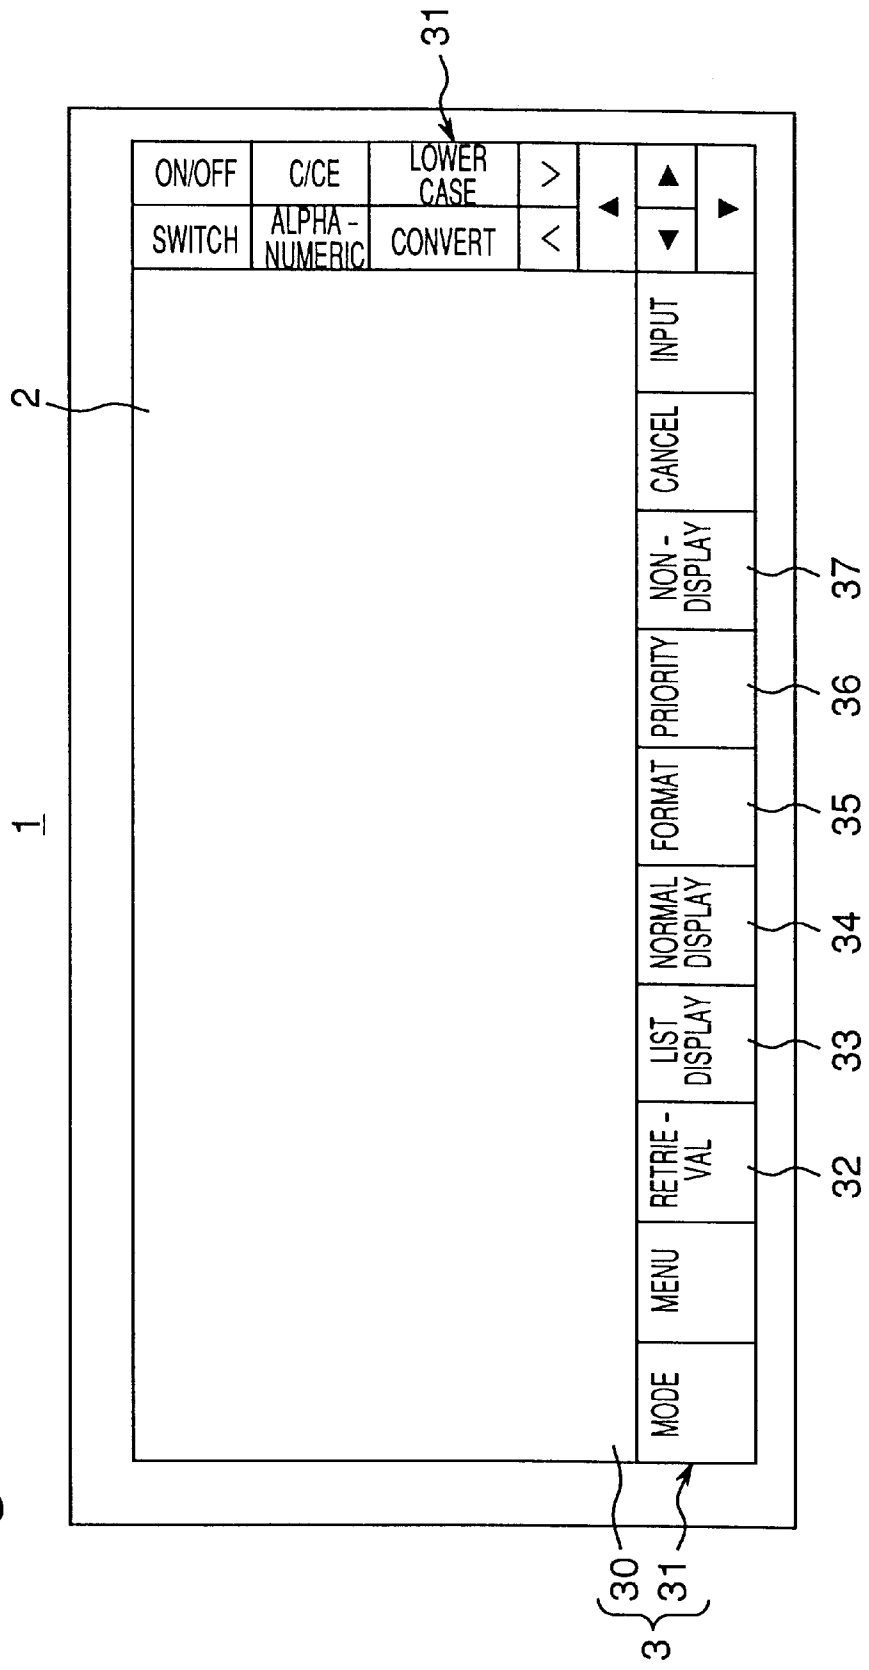 1
2
31
ON/OFF
SWITCH
C/CE
ALPHA -
NUMERIC
LOWER
CASE
CONVERT
>
<
▲
▼
▲
▼
MODE
MENU
RETRIE -
VAL
LIST
DISPLAY
NORMAL
DISPLAY
FORMAT
PRIORITY
NON -
DISPLAY
CANCEL
INPUT
32
33
34
35
36
37
3
30
31